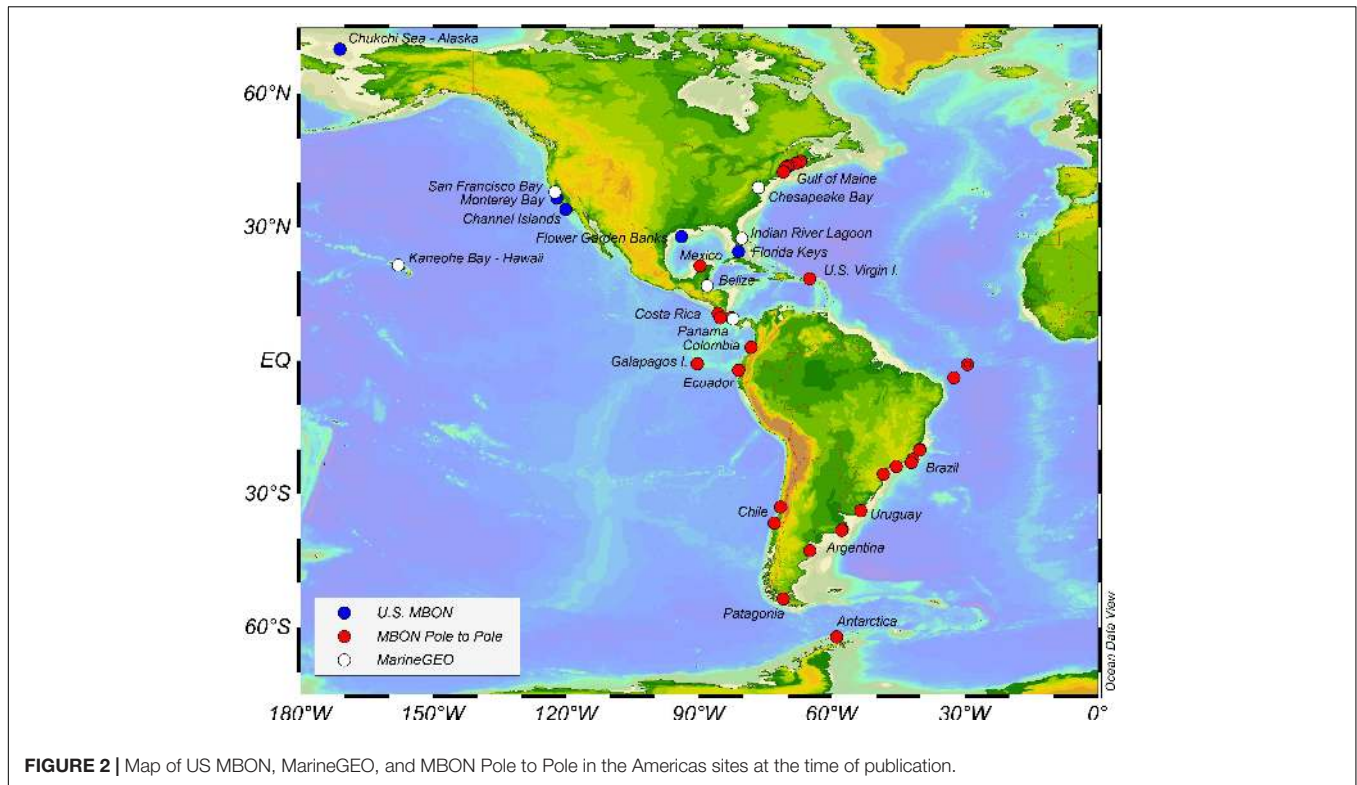 Chukchi Sea - Alaska
60°N
San Francisco Bay
Gulf of Maine
Monterey Bay
Chesapeake Bay
Channel Islands
30°N
Flower Garden Banks
Indian River Lagoon
Florida Keys
Kaneohe Bay - Hawaii
Mexico
U.S. Virgin I.
Belize
Costa Rica
Panama
Colombia
EQ
Galapagos I.
Ecuador
Brazil
30°S
Chile
Uruguay
Argentina
Patagonia
Antarctica
60°S
U.S. MBON
MBON Pole to Pole
MarineGEO
Ocean Data View
180°W 150°W 120°W 90°W 60°W 30°W 0°
FIGURE 2 | Map of US MBON, MarineGEO, and MBON Pole to Pole in the Americas sites at the time of publication.